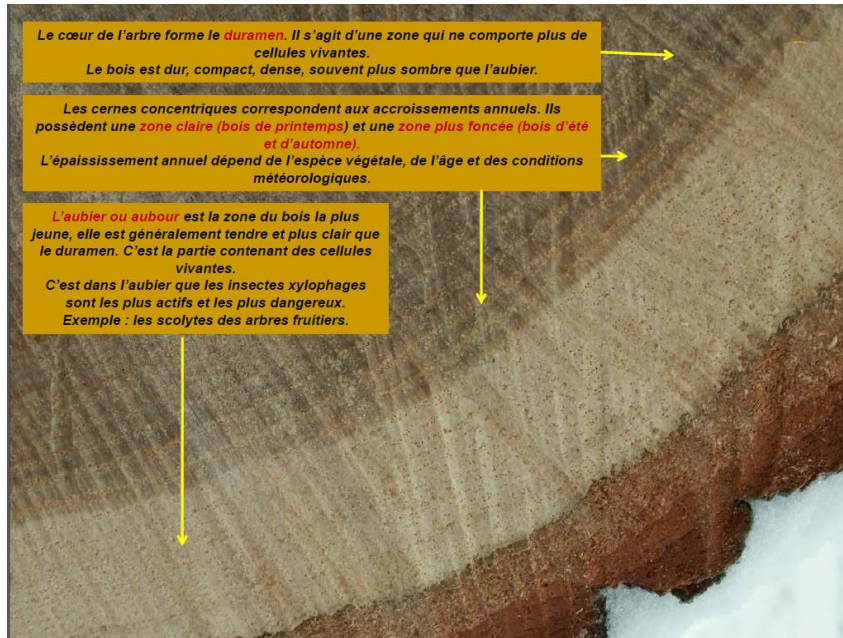 Le cœur de l'arbre forme le duramen. Il s'agit d'une zone qui ne comporte plus de
cellules vivantes.
Le bois est dur, compact, dense, souvent plus sombre que l'aubier.
Les cernes concentriques correspondent aux accroissements annuels. Ils
possèdent une zone claire (bois de printemps) et une zone plus foncée (bois d'été
et d'automne).
L'épaississement annuel dépend de l'espèce végétale, de l'âge et des conditions
météorologiques.
L'aubier ou aubour est la zone du bois la plus
jeune, elle est généralement tendre et plus clair que
le duramen. C'est la partie contenant des cellules
vivantes.
C'est dans l'aubier que les insectes xylophages
sont les plus actifs et les plus dangereux.
Exemple : les scolytes des arbres fruitiers.